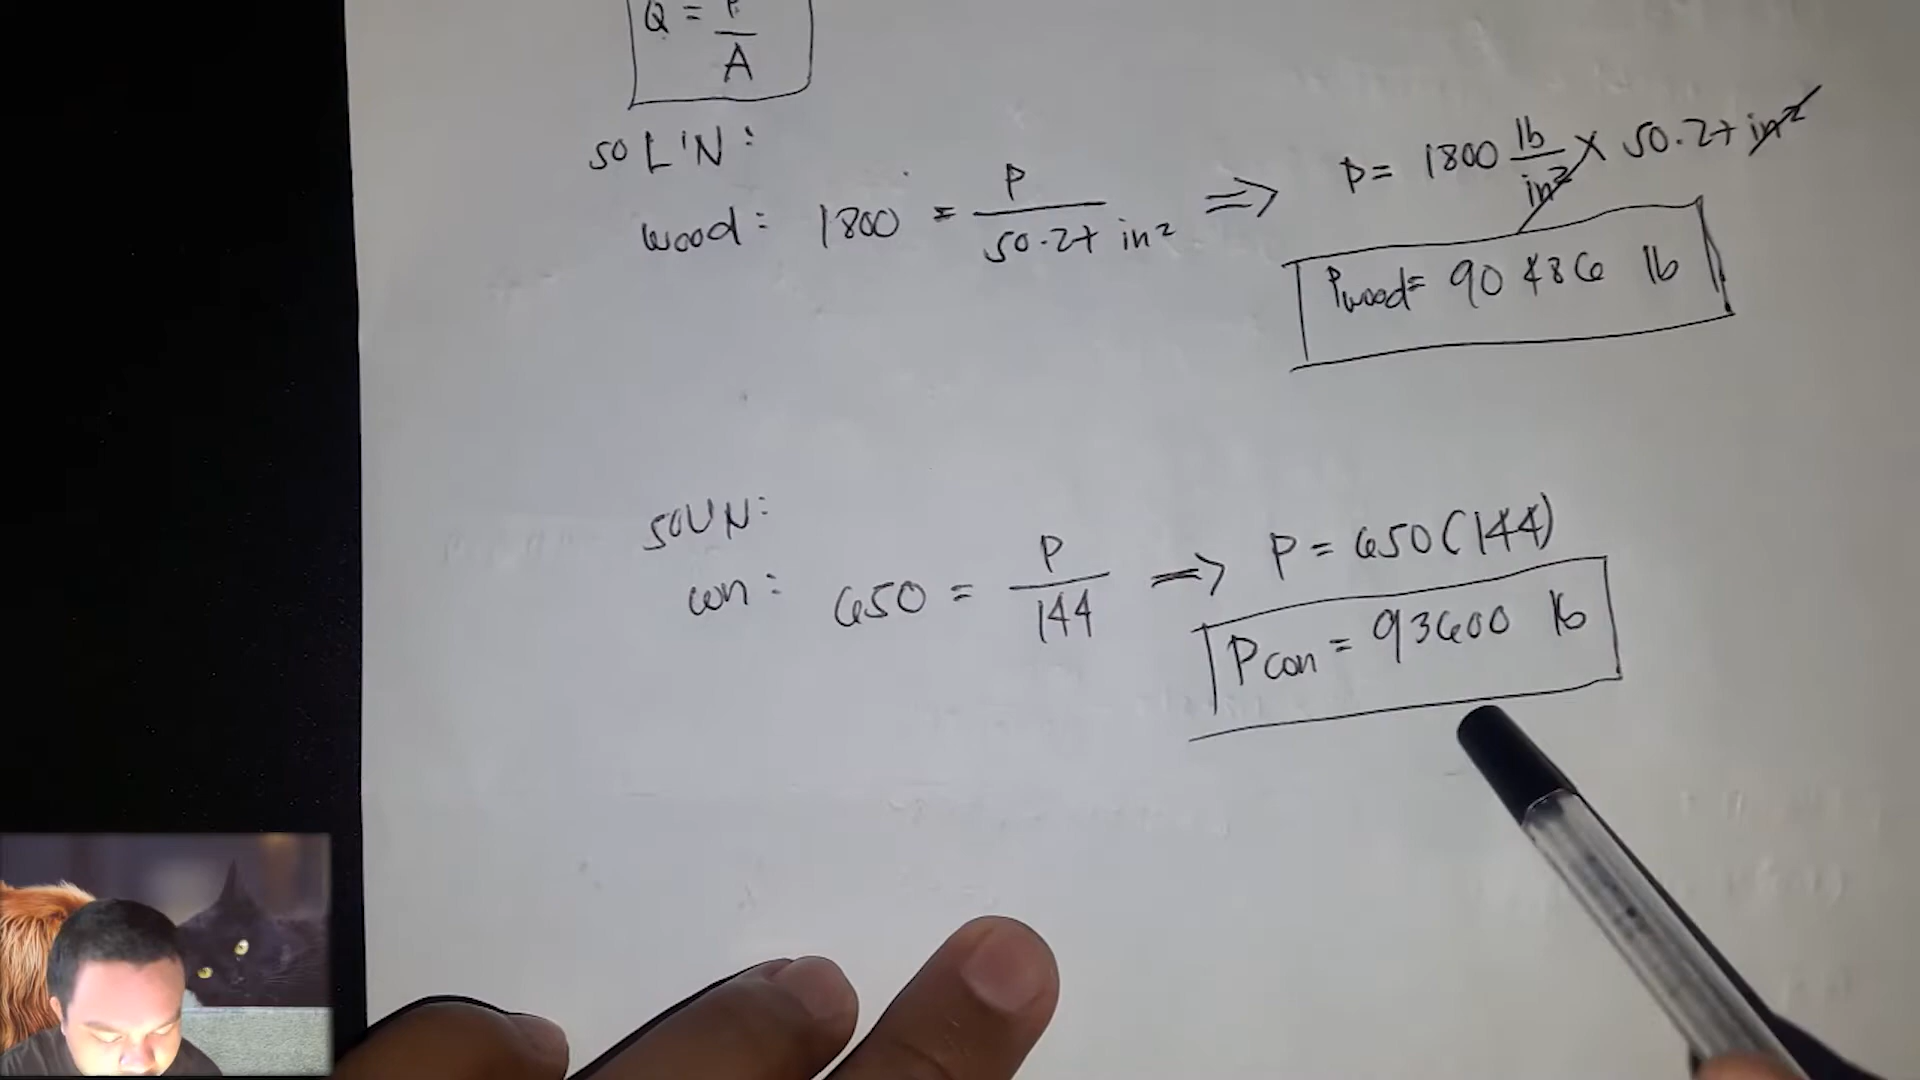 Q = P/A
SOL'N:
wood: 1800 = P/50.27 in² ⇒ P = 1800 lb/in² × 50.27 in²
Pwood = 90486 lb
SOL'N:
con: 650 = P/144 ⇒ P = 650(144)
Pcon = 93600 lb